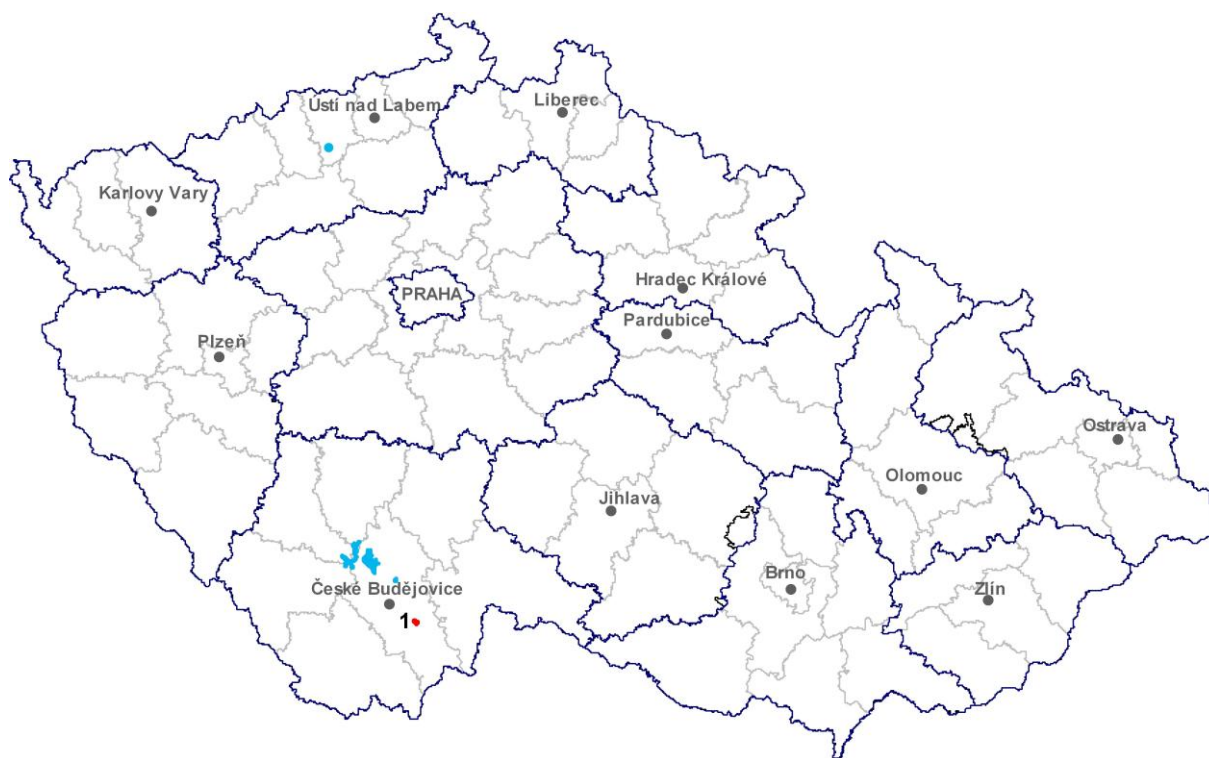 Ústí nad Labem
Liberec
Karlovy Vary
Hradec Králové
PRAHA
Pardubice
Plzeň
Ostrava
Olomouc
Jihlava
Brno
České Budějovice
Zlín
1